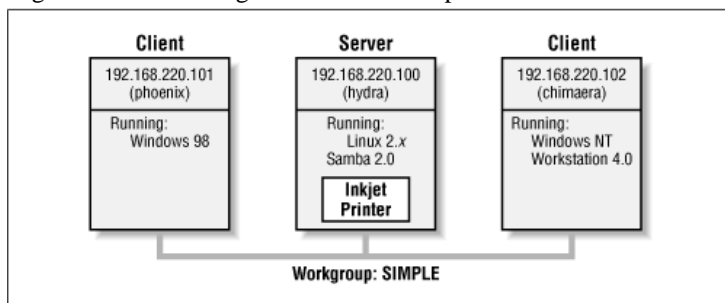 Client
192.168.220.101
(phoenix)
Running:
Windows 98
Server
192.168.220.100
(hydra)
Running:
Linux 2.x
Samba 2.0
Inkjet
Printer
Client
192.168.220.102
(chimaera)
Running:
Windows NT
Workstation 4.0
Workgroup: SIMPLE